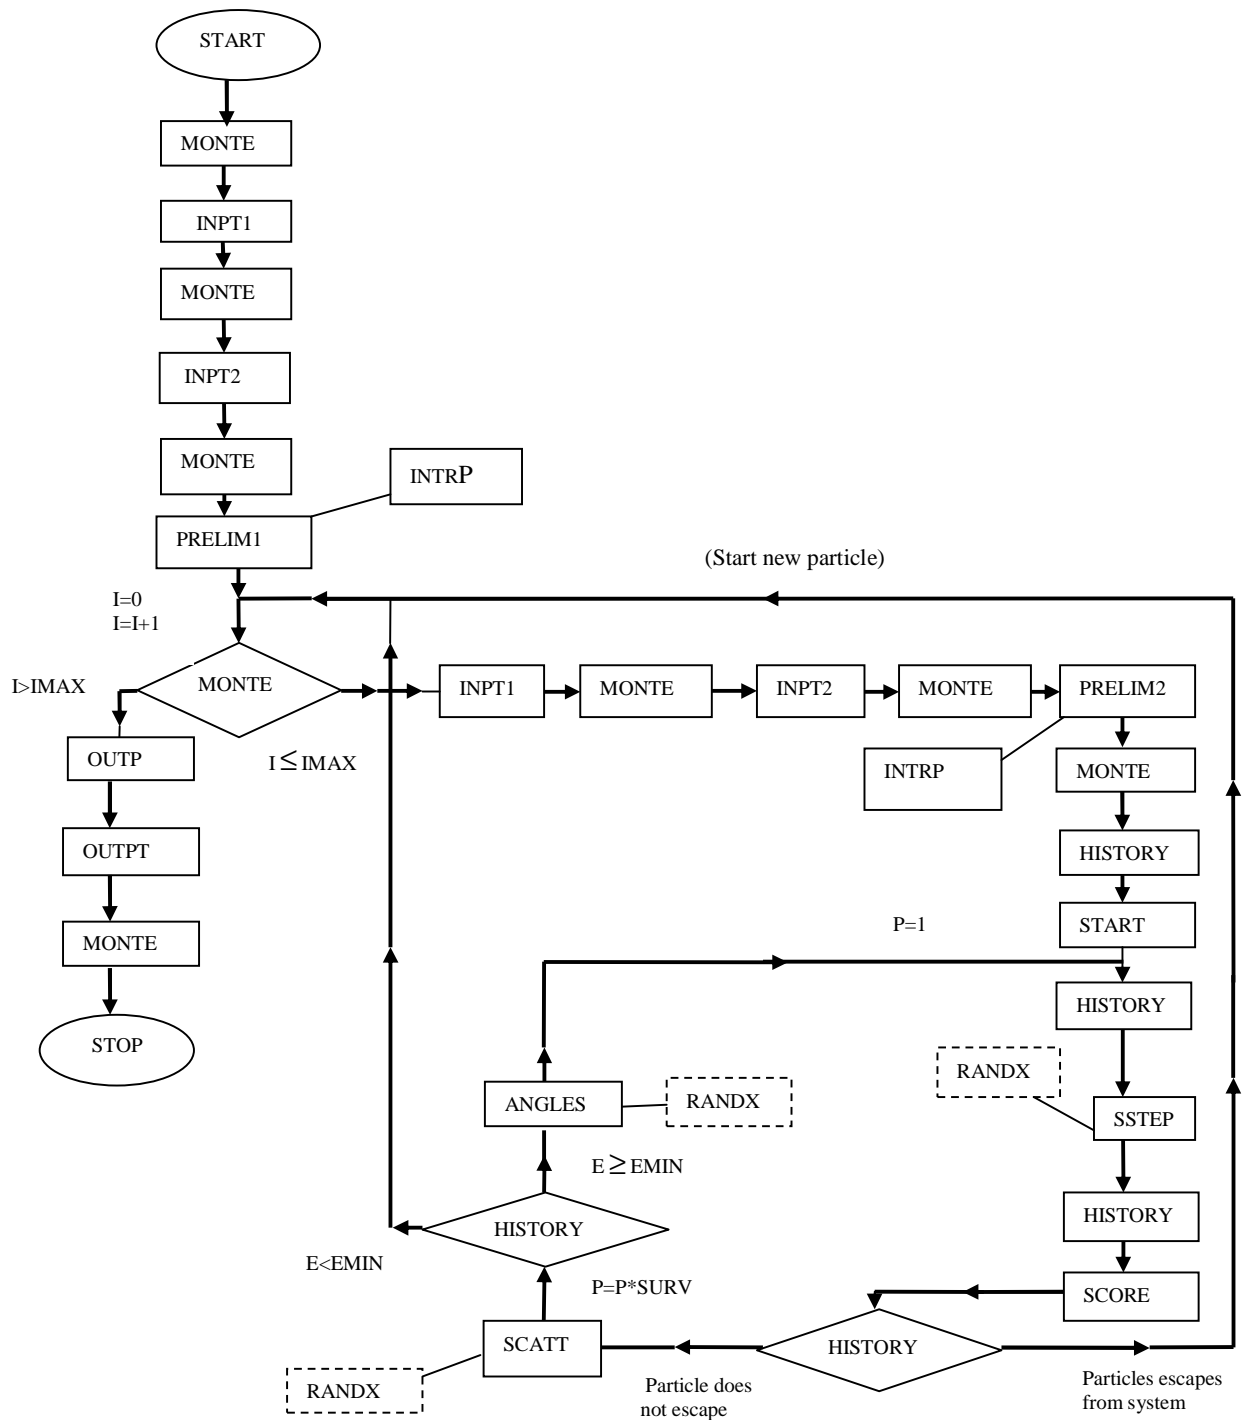 START
MONTE
INPT1
MONTE
INPT2
MONTE
INTRP
PRELIM1
(Start new particle)
I=0
I=I+1
I>IMAX
MONTE
I ≤ IMAX
INPT1
MONTE
INPT2
MONTE
PRELIM2
OUTP
INTRP
MONTE
OUTPT
HISTORY
MONTE
P=1
START
STOP
HISTORY
ANGLES
RANDX
RANDX
SSTEP
E ≥ EMIN
HISTORY
HISTORY
E<EMIN
P=P*SURV
SCORE
SCATT
HISTORY
RANDX
Particle does
not escape
Particles escapes
from system